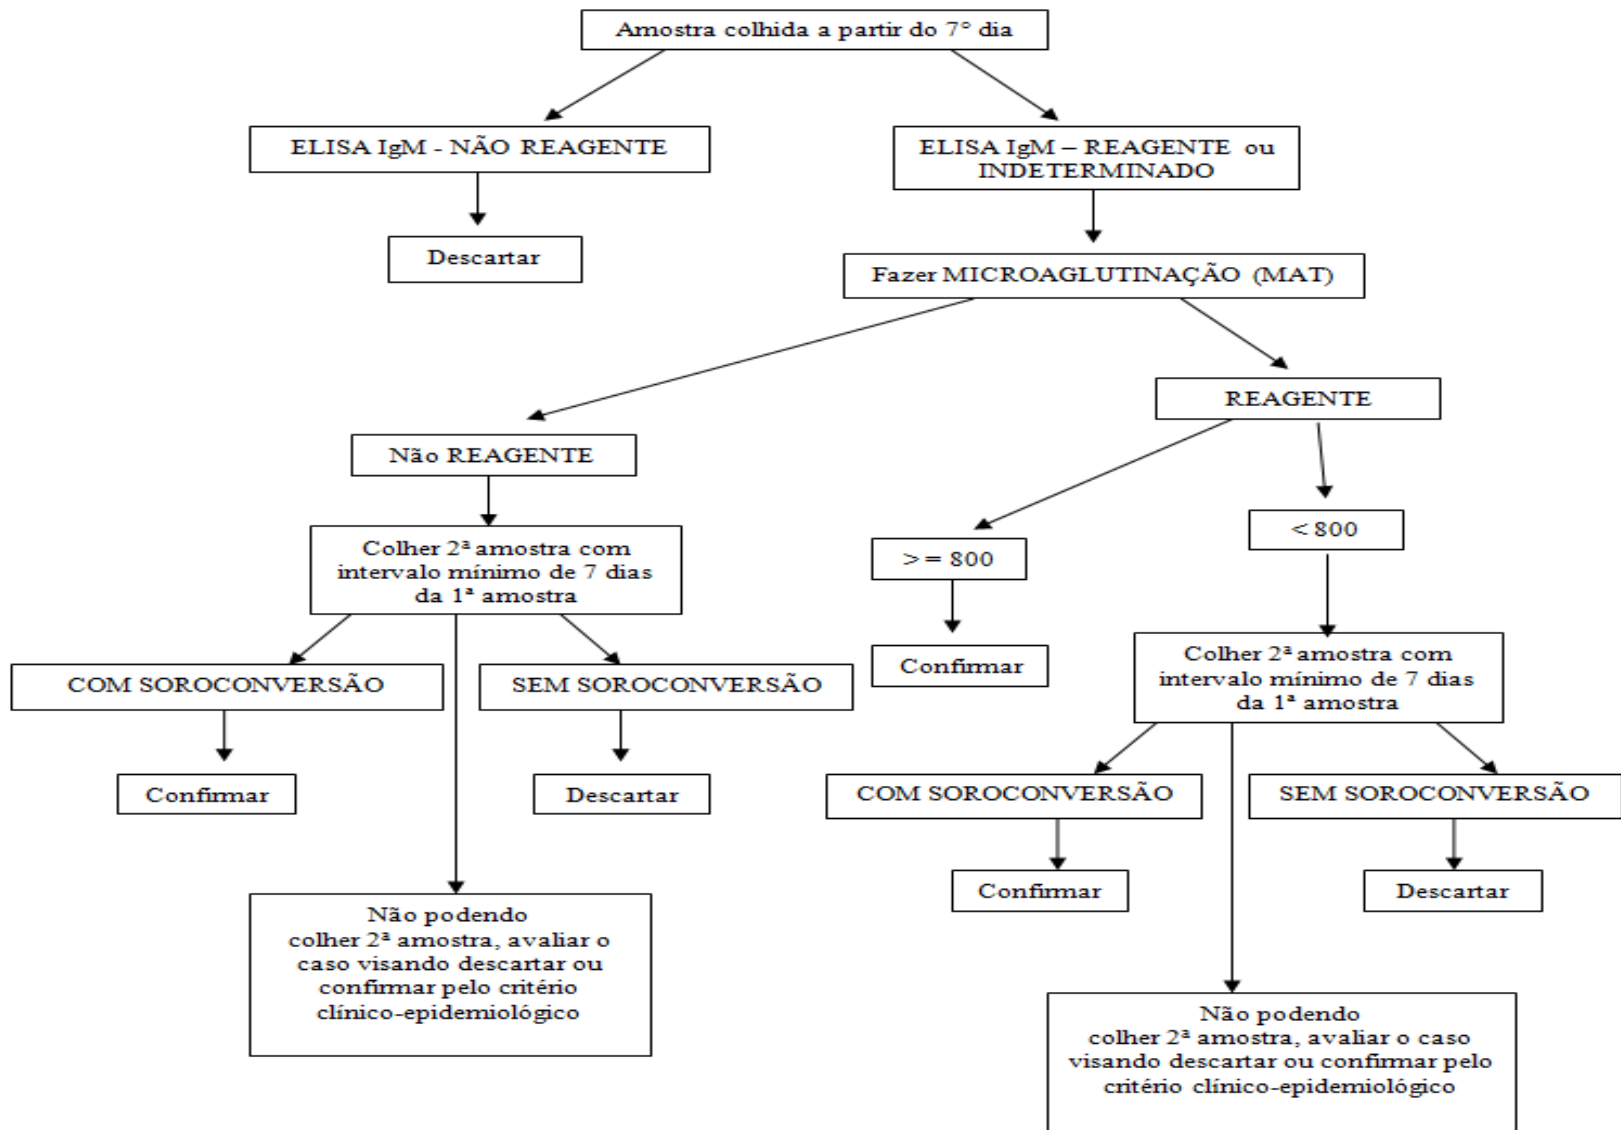 Amostra colhida a partir do 7° dia
ELISA IgM - NÃO REAGENTE
ELISA IgM – REAGENTE ou
INDETERMINADO
Descartar
Fazer MICROAGLUTINAÇÃO (MAT)
REAGENTE
Não REAGENTE
Colher 2ª amostra com
intervalo mínimo de 7 dias
da 1ª amostra
> = 800
< 800
Confirmar
Colher 2ª amostra com
intervalo mínimo de 7 dias
da 1ª amostra
COM SOROCONVERSÃO
SEM SOROCONVERSÃO
Confirmar
Descartar
COM SOROCONVERSÃO
SEM SOROCONVERSÃO
Confirmar
Descartar
Não podendo
colher 2ª amostra, avaliar o
caso visando descartar ou
confirmar pelo critério
clínico-epidemiológico
Não podendo
colher 2ª amostra, avaliar o caso
visando descartar ou confirmar pelo
critério clínico-epidemiológico